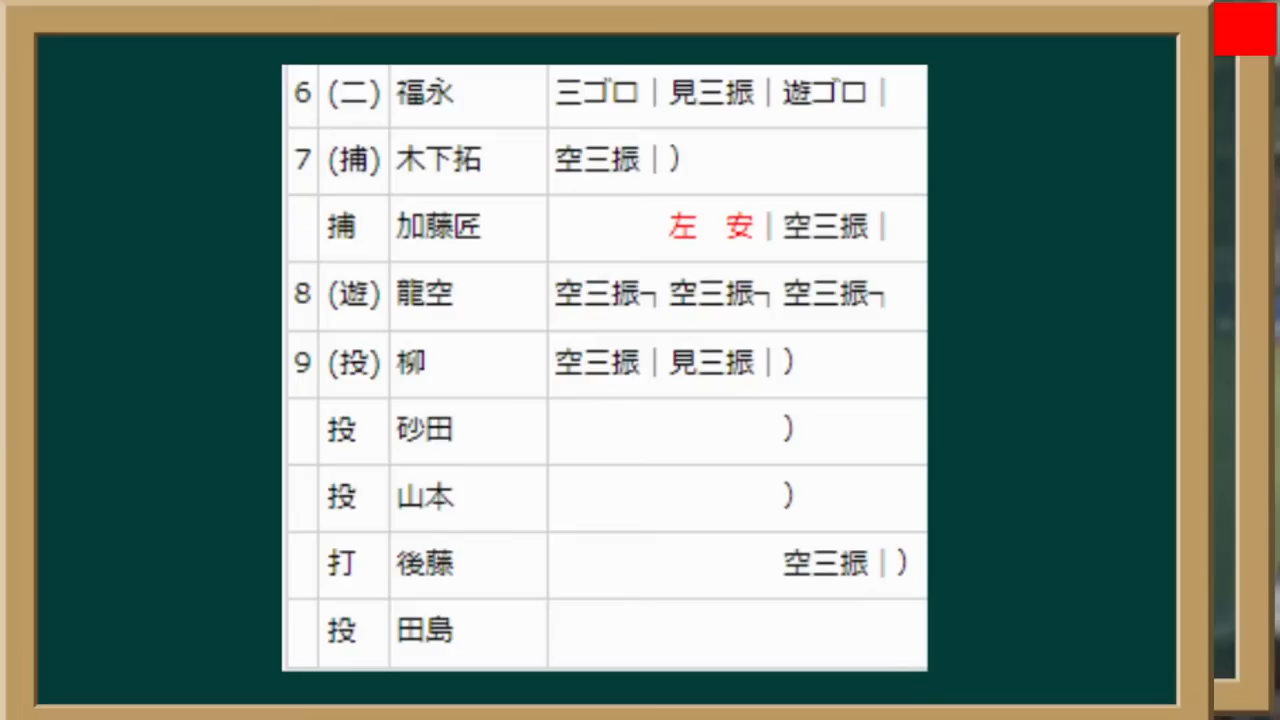 6 (二) 福永 三ゴロ｜見三振｜遊ゴロ｜
7 (捕) 木下拓 空三振｜)
捕 加藤匠 左 安｜空三振｜
8 (遊) 龍空 空三振┐空三振┐空三振┐
9 (投) 柳 空三振｜見三振｜)
投 砂田 )
投 山本 )
打 後藤 空三振｜)
投 田島